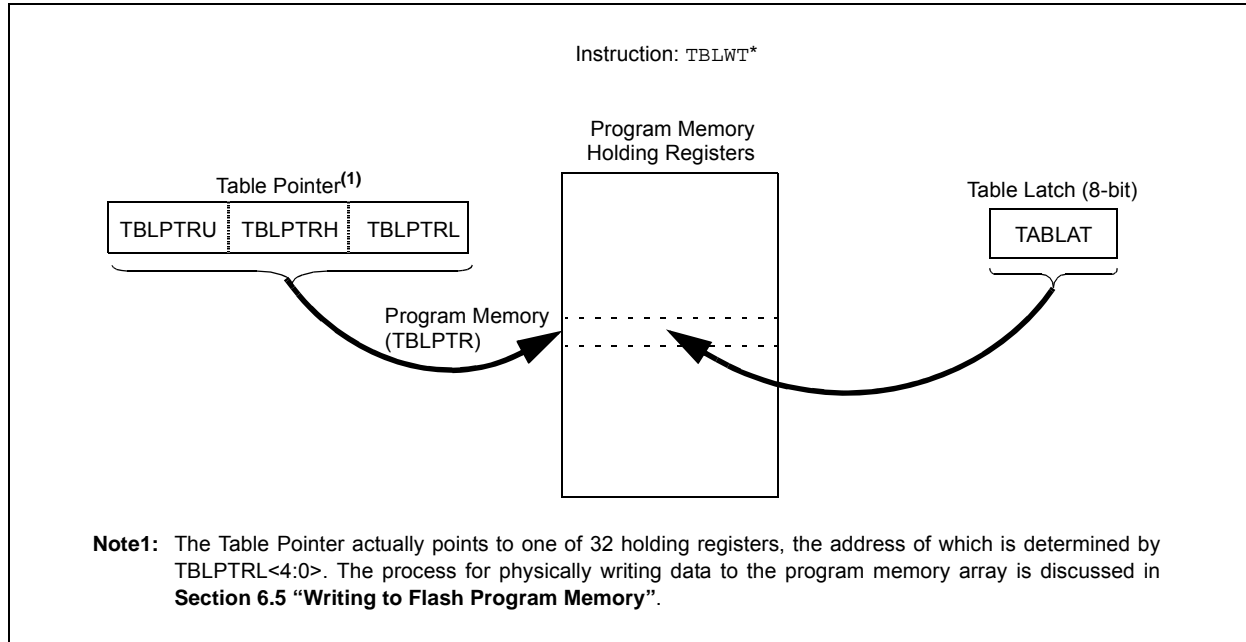 Instruction: TBLWT*
Program Memory
Holding Registers
Table Pointer(1)
Table Latch (8-bit)
TBLPTRU TBLPTRH TBLPTRL
TABLAT
Program Memory
(TBLPTR)
Note1: The Table Pointer actually points to one of 32 holding registers, the address of which is determined by
TBLPTRL<4:0>. The process for physically writing data to the program memory array is discussed in
Section 6.5 “Writing to Flash Program Memory”.